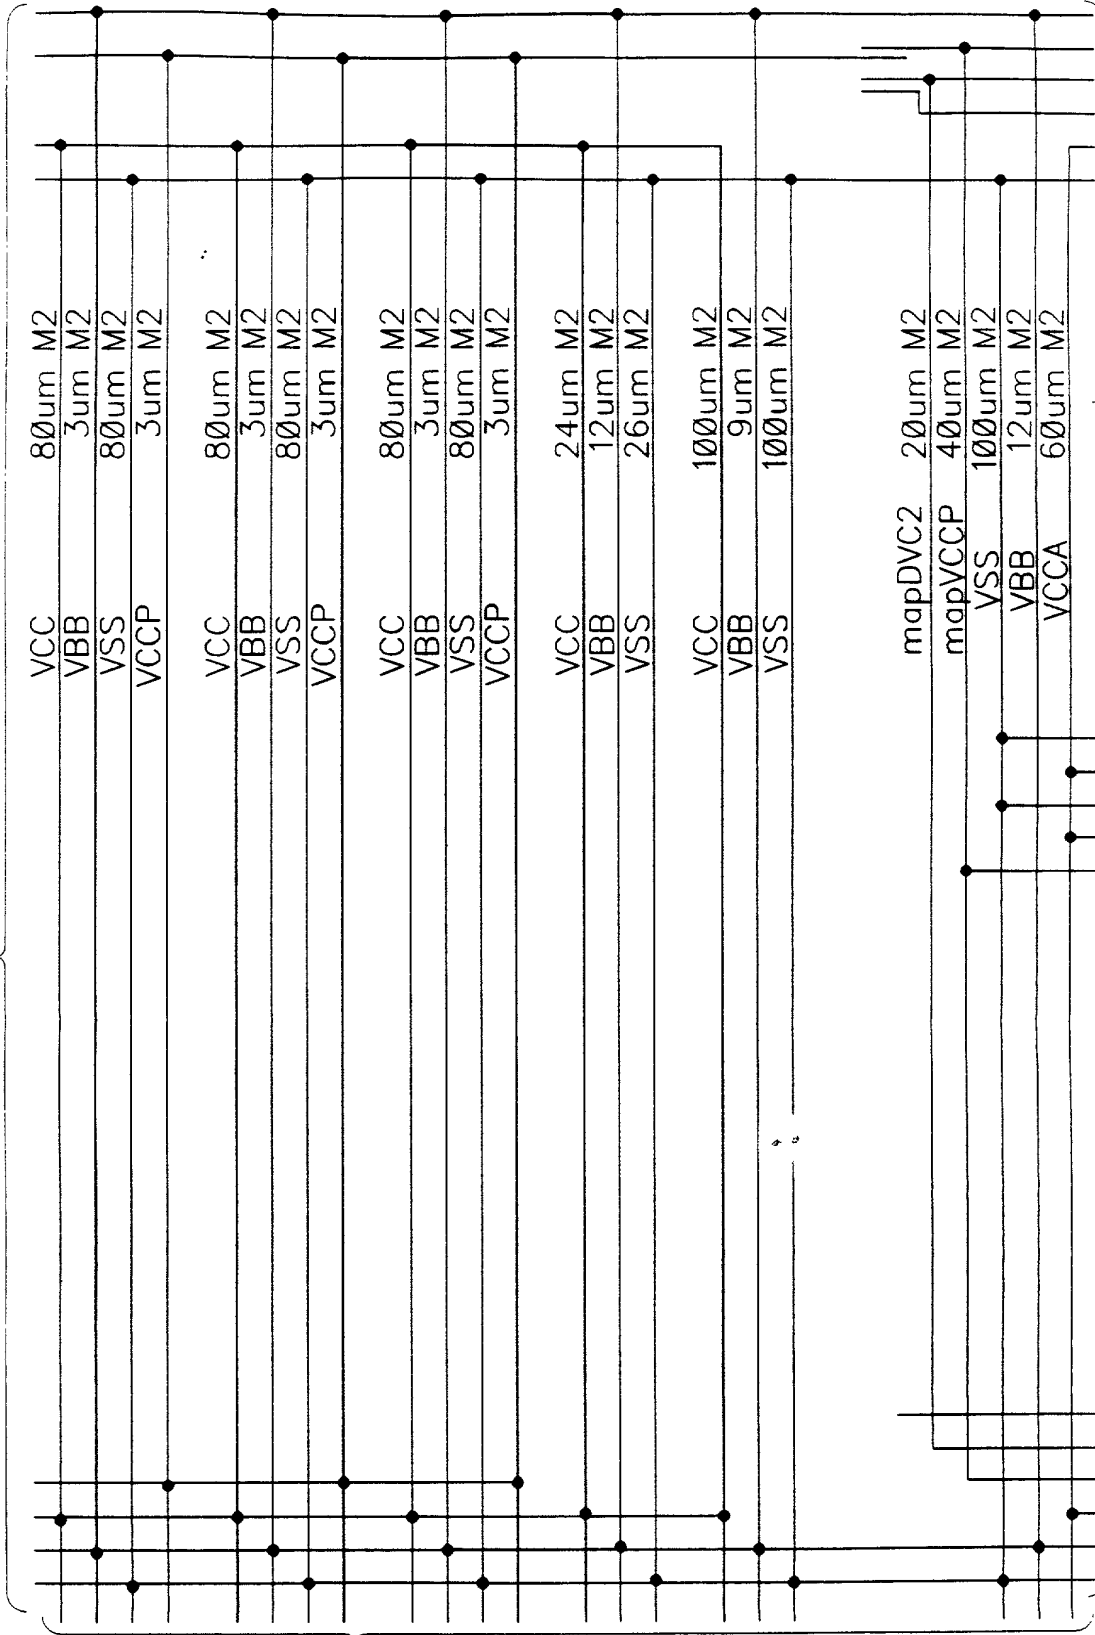 VCC 80um M2
VBB 3um M2
VSS 80um M2
VCCP 3um M2
VCC 80um M2
VBB 3um M2
VSS 80um M2
VCCP 3um M2
VCC 80um M2
VBB 3um M2
VSS 80um M2
VCCP 3um M2
VCC 24um M2
VBB 12um M2
VSS 26um M2
VCC 100um M2
VBB 9um M2
VSS 100um M2
mapDVC2 20um M2
mapVCCP 40um M2
VSS 100um M2
VBB 12um M2
VCCA 60um M2